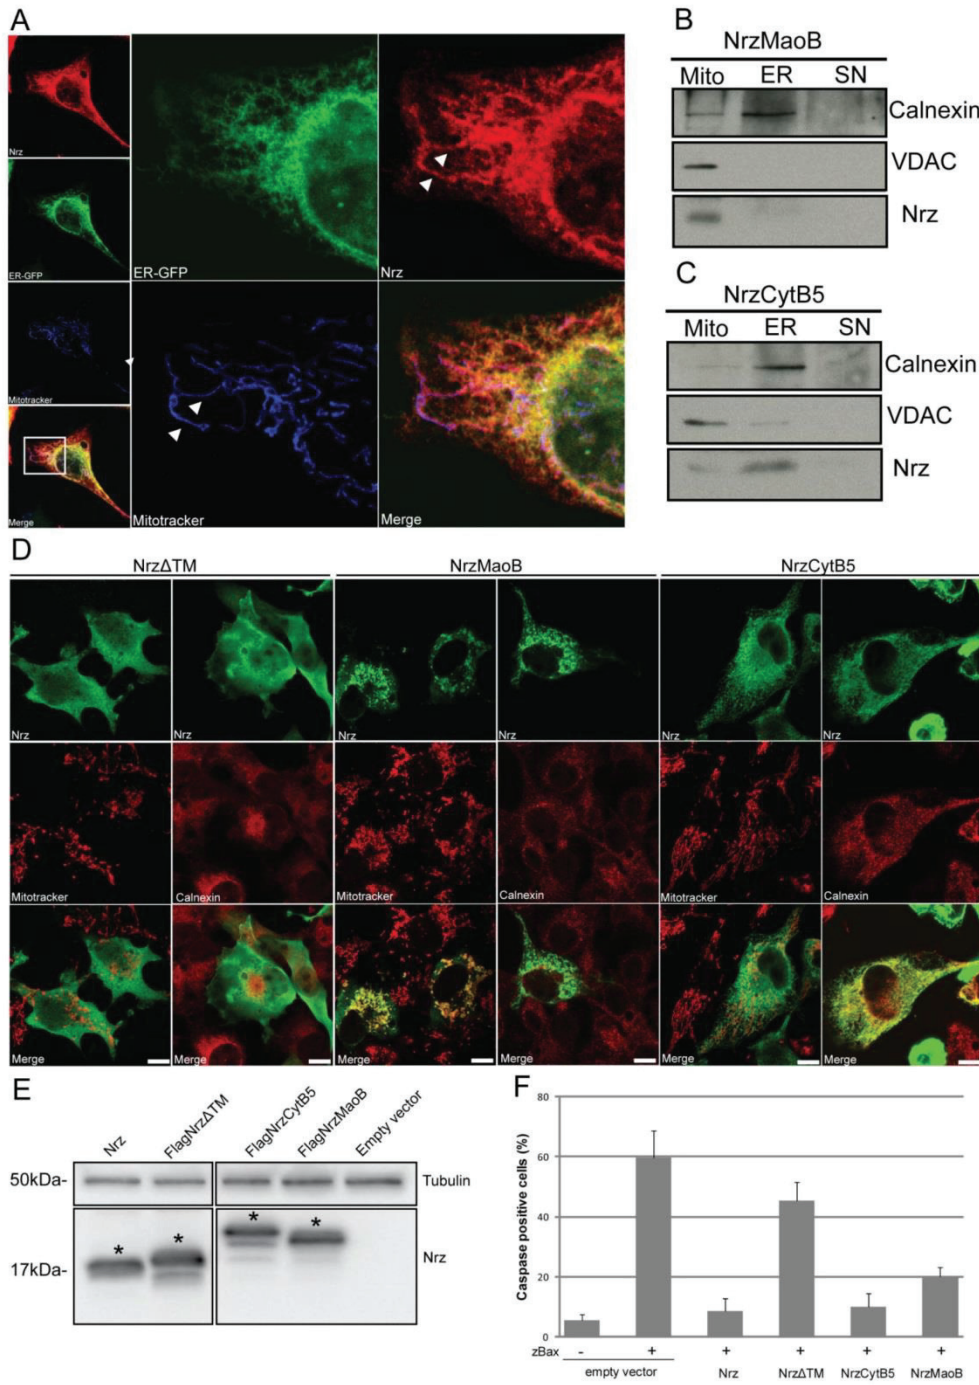 A
Nrz
ER-GFP
Mitotracker
Merge
ER-GFP
Nrz
Mitotracker
Merge
B
NrzMaoB
Mito ER SN
Calnexin
VDAC
Nrz
C
NrzCytB5
Mito ER SN
Calnexin
VDAC
Nrz
D
NrzΔTM NrzMaoB NrzCytB5
Nrz Nrz Nrz Nrz Nrz Nrz
Mitotracker Calnexin Mitotracker Calnexin Mitotracker Calnexin
Merge Merge Merge Merge Merge Merge
E
Nrz FlagNrzΔTM FlagNrzCytB5 FlagNrzMaoB Empty vector
50kDa- Tubulin
* * * *
17kDa- Nrz
F
Caspase positive cells (%)
80
60
40
20
0
zBax - + + + + +
empty vector Nrz NrzΔTM NrzCytB5 NrzMaoB